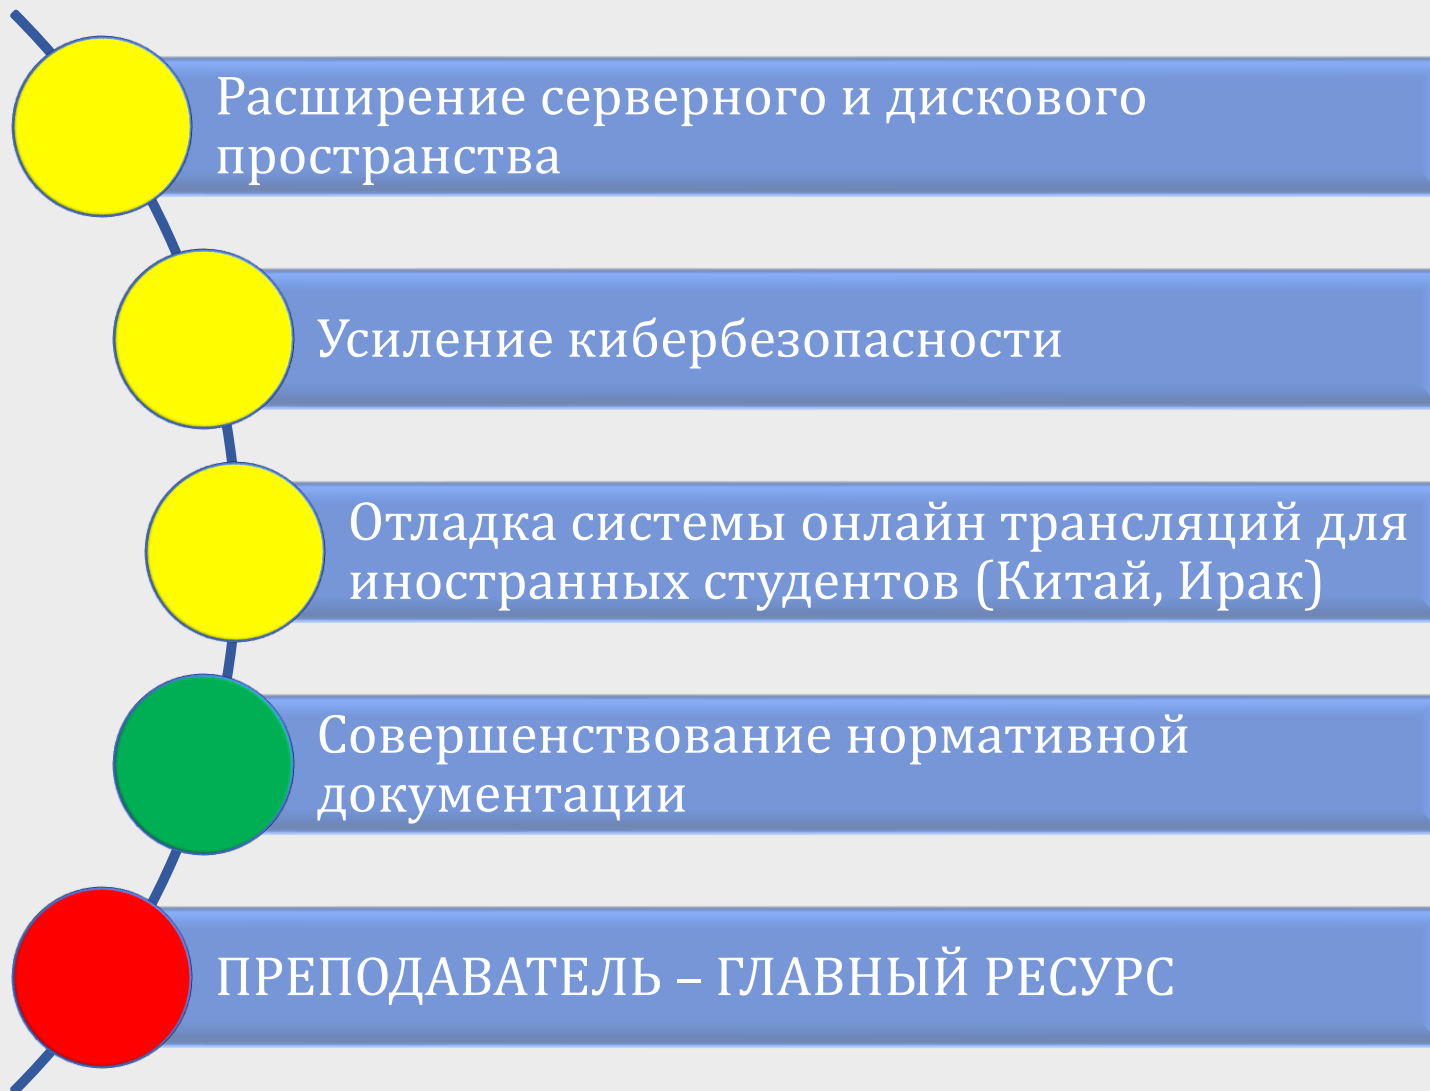 Расширение серверного и дискового
пространства
Усиление кибербезопасности
Отладка системы онлайн трансляций для
иностранных студентов (Китай, Ирак)
Совершенствование нормативной
документации
ПРЕПОДАВАТЕЛЬ – ГЛАВНЫЙ РЕСУРС